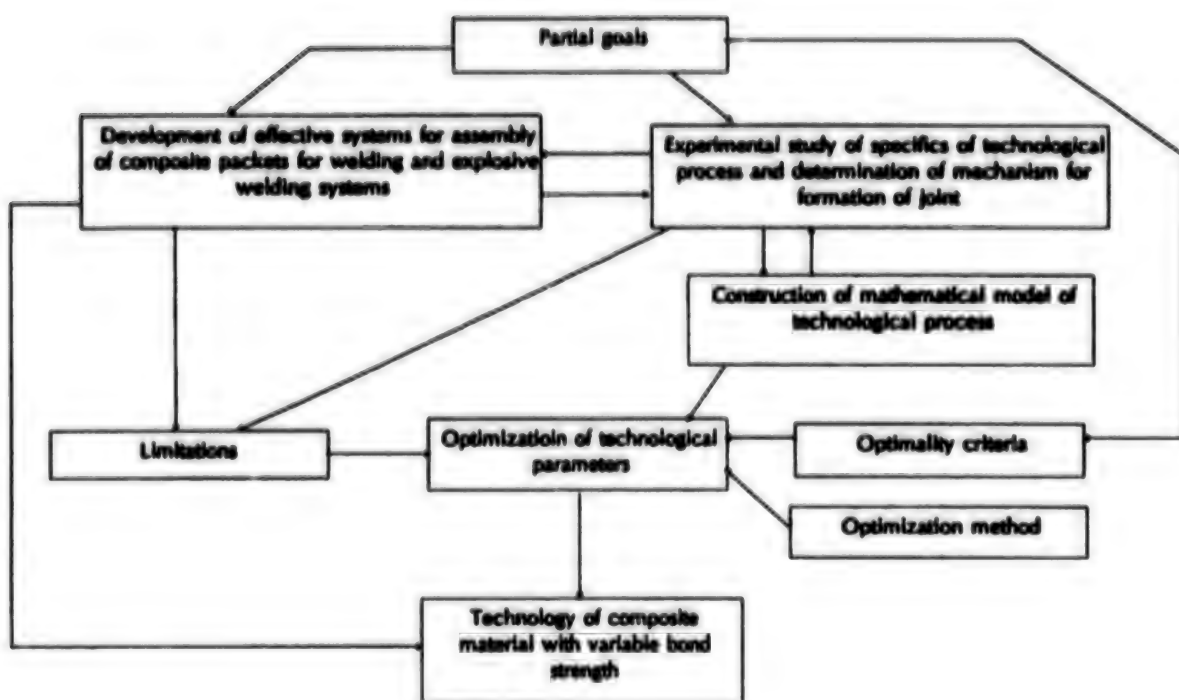 Partial goals
Development of effective systems for assembly
of composite packets for welding and explosive
welding systems
Experimental study of specifics of technological
process and determination of mechanism for
formation of joint
Construction of mathematical model of
technological process
Limitations
Optimizatioin of technological
parameters
Optimality criteria
Optimization method
Technology of composite
material with variable bond
strength